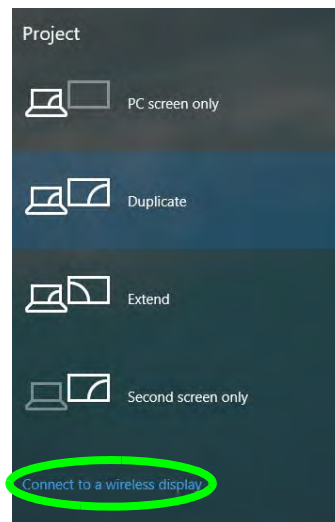 Project
PC screen only
Duplicate
Extend
Second screen only
Connect to a wireless display